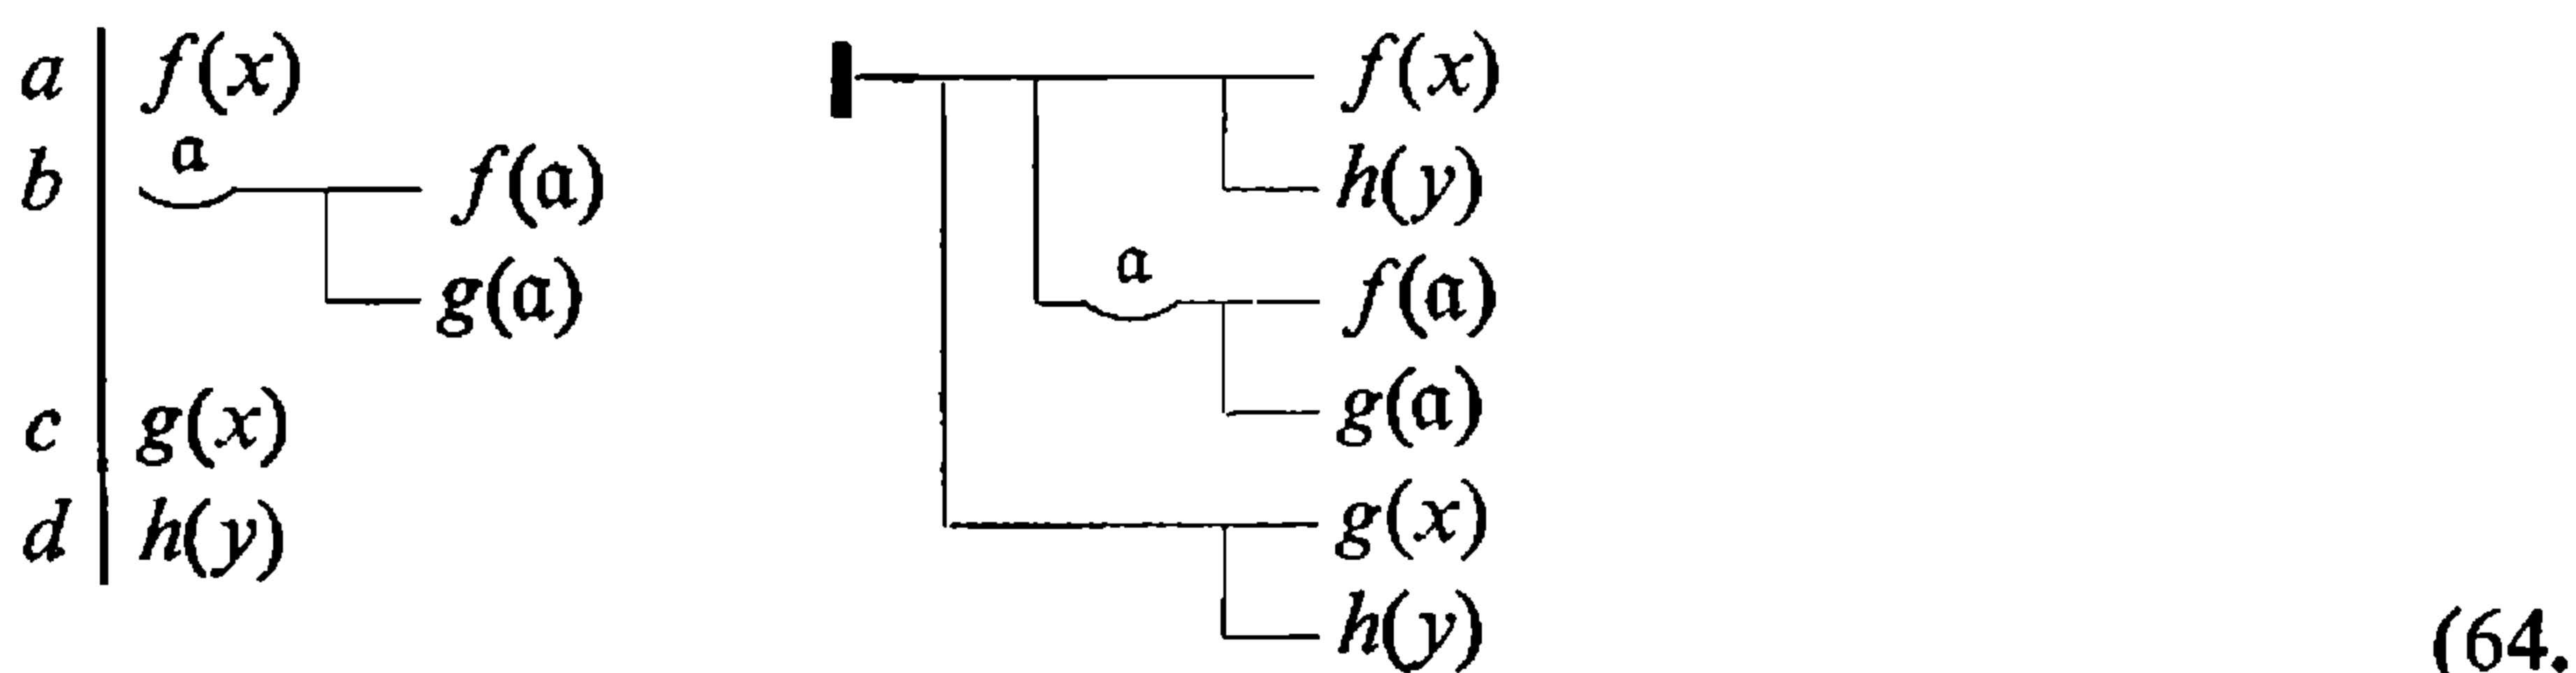 a f(x) f(x)
b 𝔞 f(𝔞) h(y)
g(𝔞) 𝔞 f(𝔞)
g(𝔞)
c g(x)
g(x)
d h(y)
h(y)
(64.